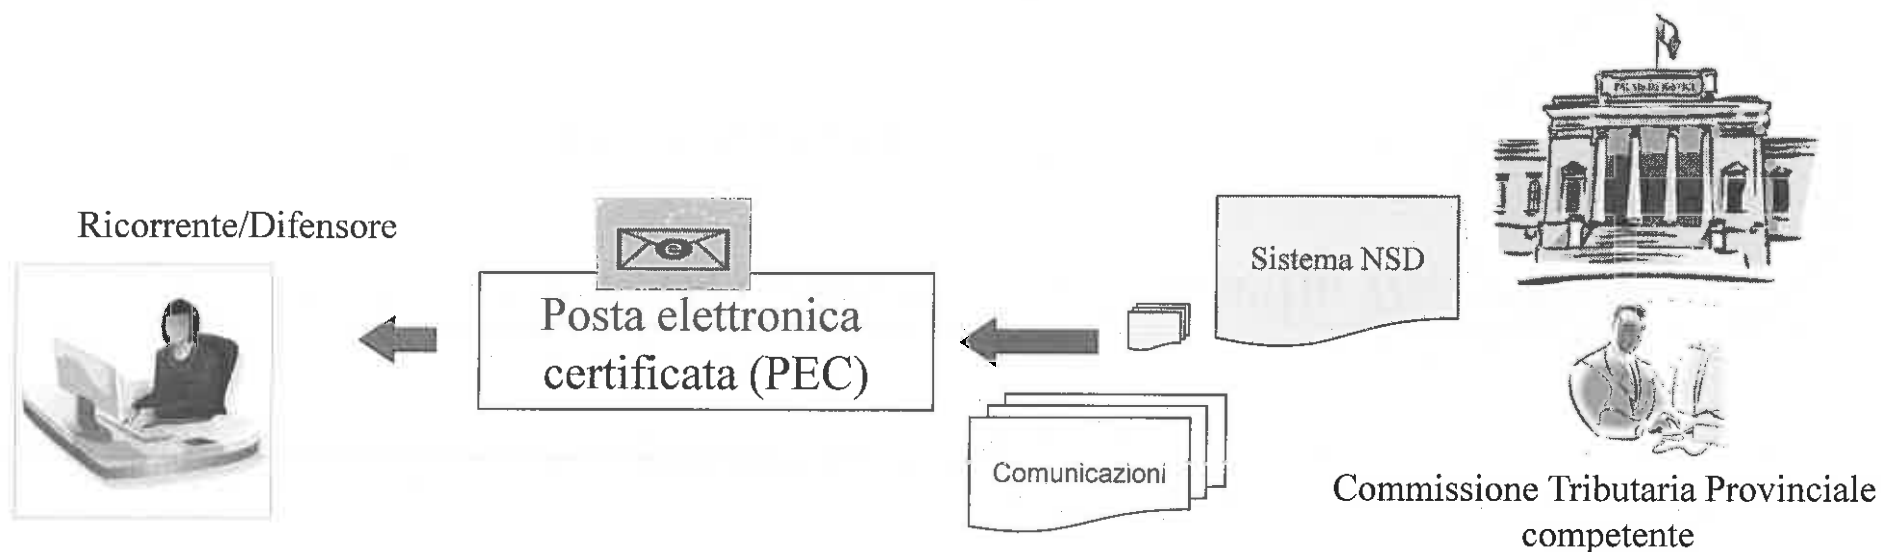 Ricorrente/Difensore
Posta elettronica
certificata (PEC)
Sistema NSD
Comunicazioni
Commissione Tributaria Provinciale
competente